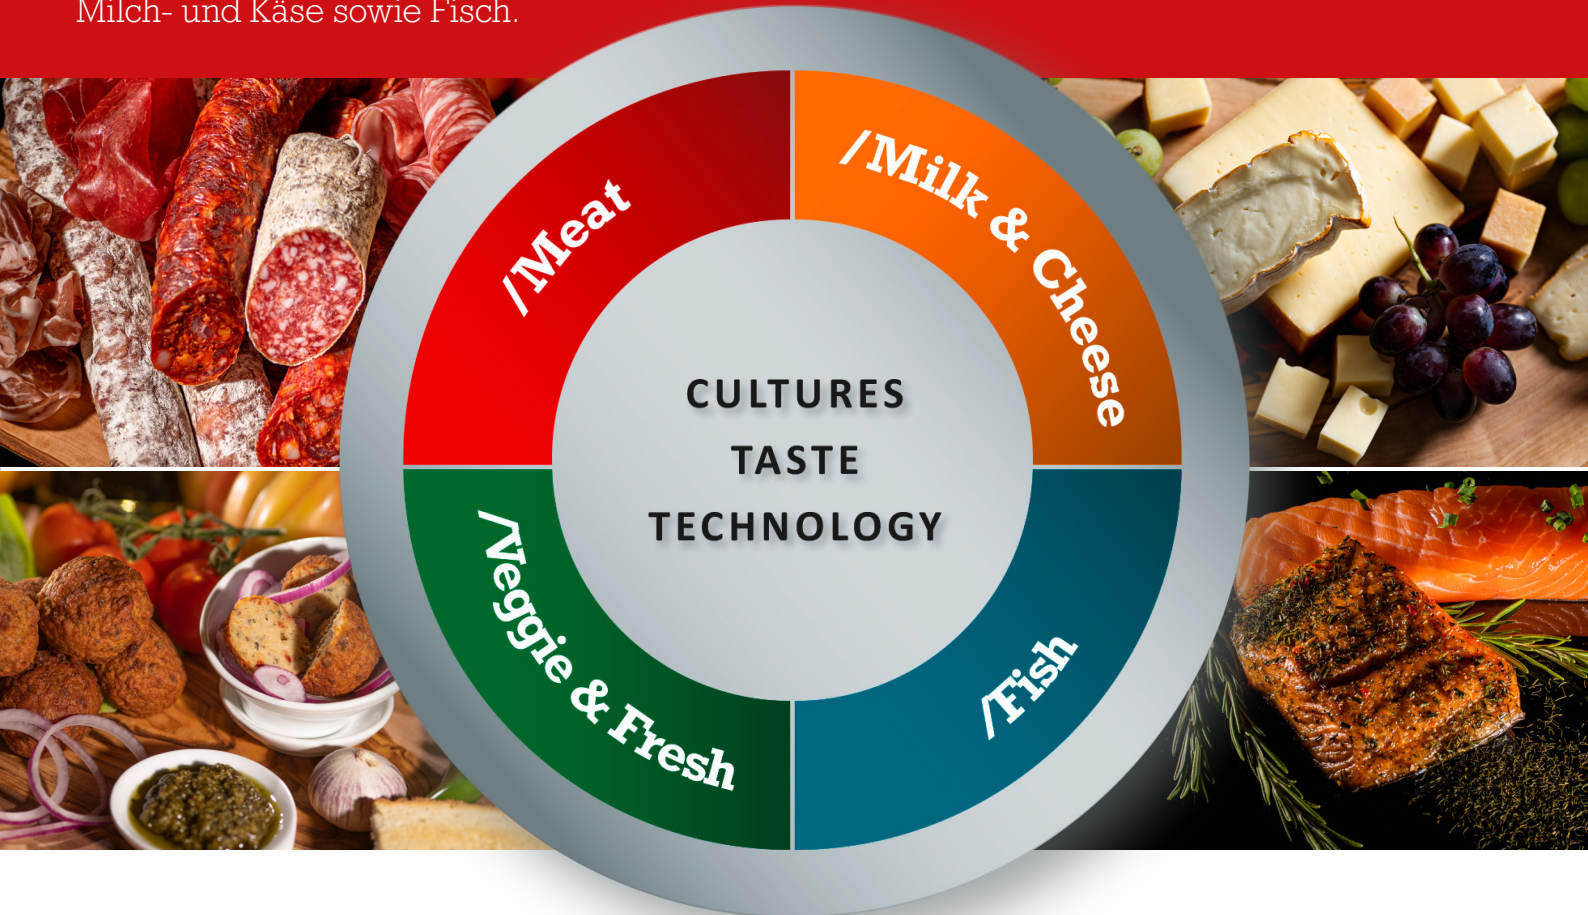 Milch- und Käse sowie Fisch.
/Meat
/Milk & Cheese
CULTURES
TASTE
TECHNOLOGY
/Veggie & Fresh
/Fish